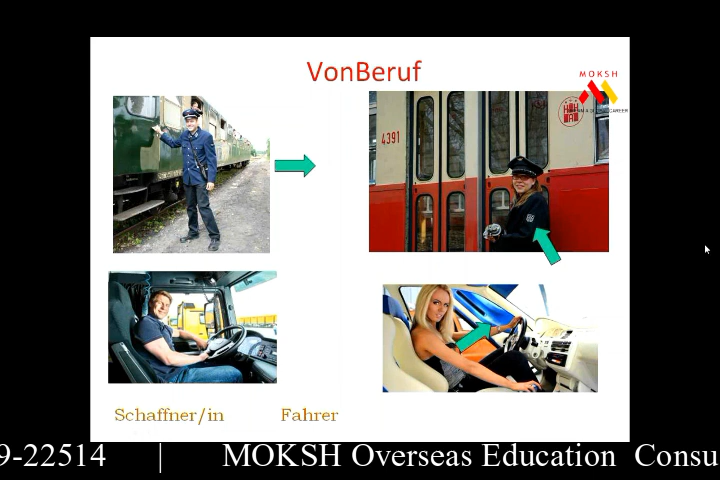 VonBeruf
MOKSH
4391
Schaffner/in Fahrer
9-22514 | MOKSH Overseas Education Consu